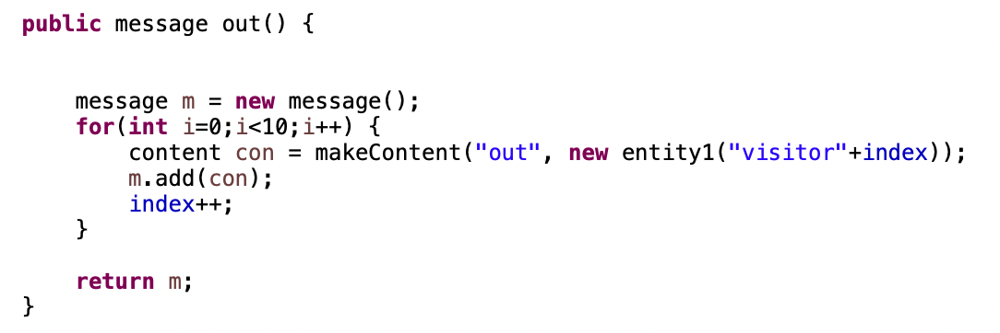 public message out() {
message m = new message();
for(int i=0;i<10;i++) {
content con = makeContent("out", new entity1("visitor"+index));
m.add(con);
index++;
}
return m;
}